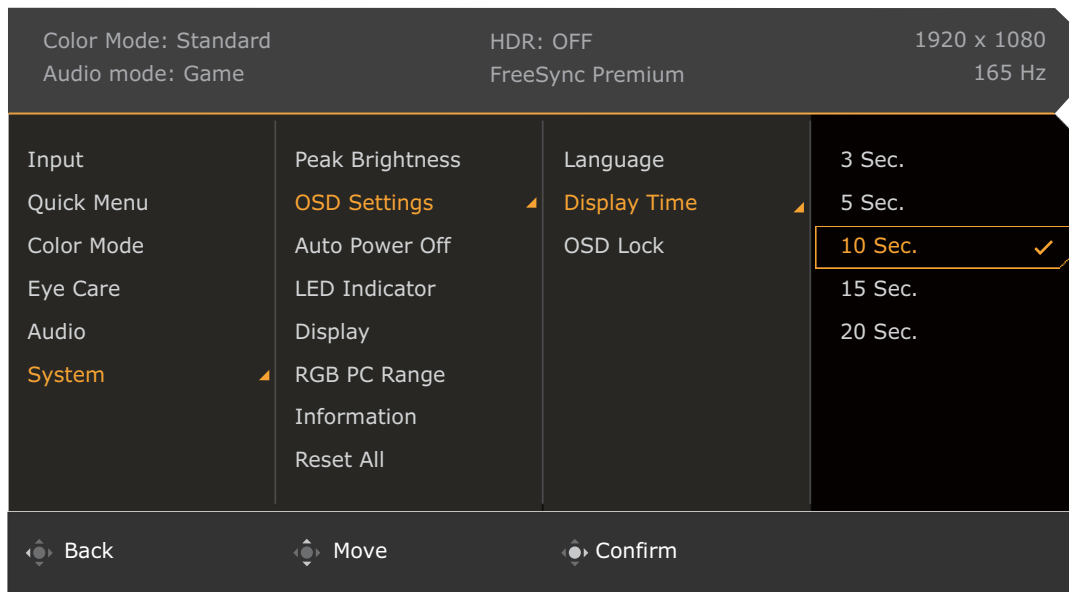 Color Mode: Standard
Audio mode: Game
HDR: OFF
FreeSync Premium
1920 x 1080
165 Hz
Input
Quick Menu
Color Mode
Eye Care
Audio
System
Peak Brightness
OSD Settings
Auto Power Off
LED Indicator
Display
RGB PC Range
Information
Reset All
Language
Display Time
OSD Lock
3 Sec.
5 Sec.
10 Sec.
15 Sec.
20 Sec.
Back
Move
Confirm